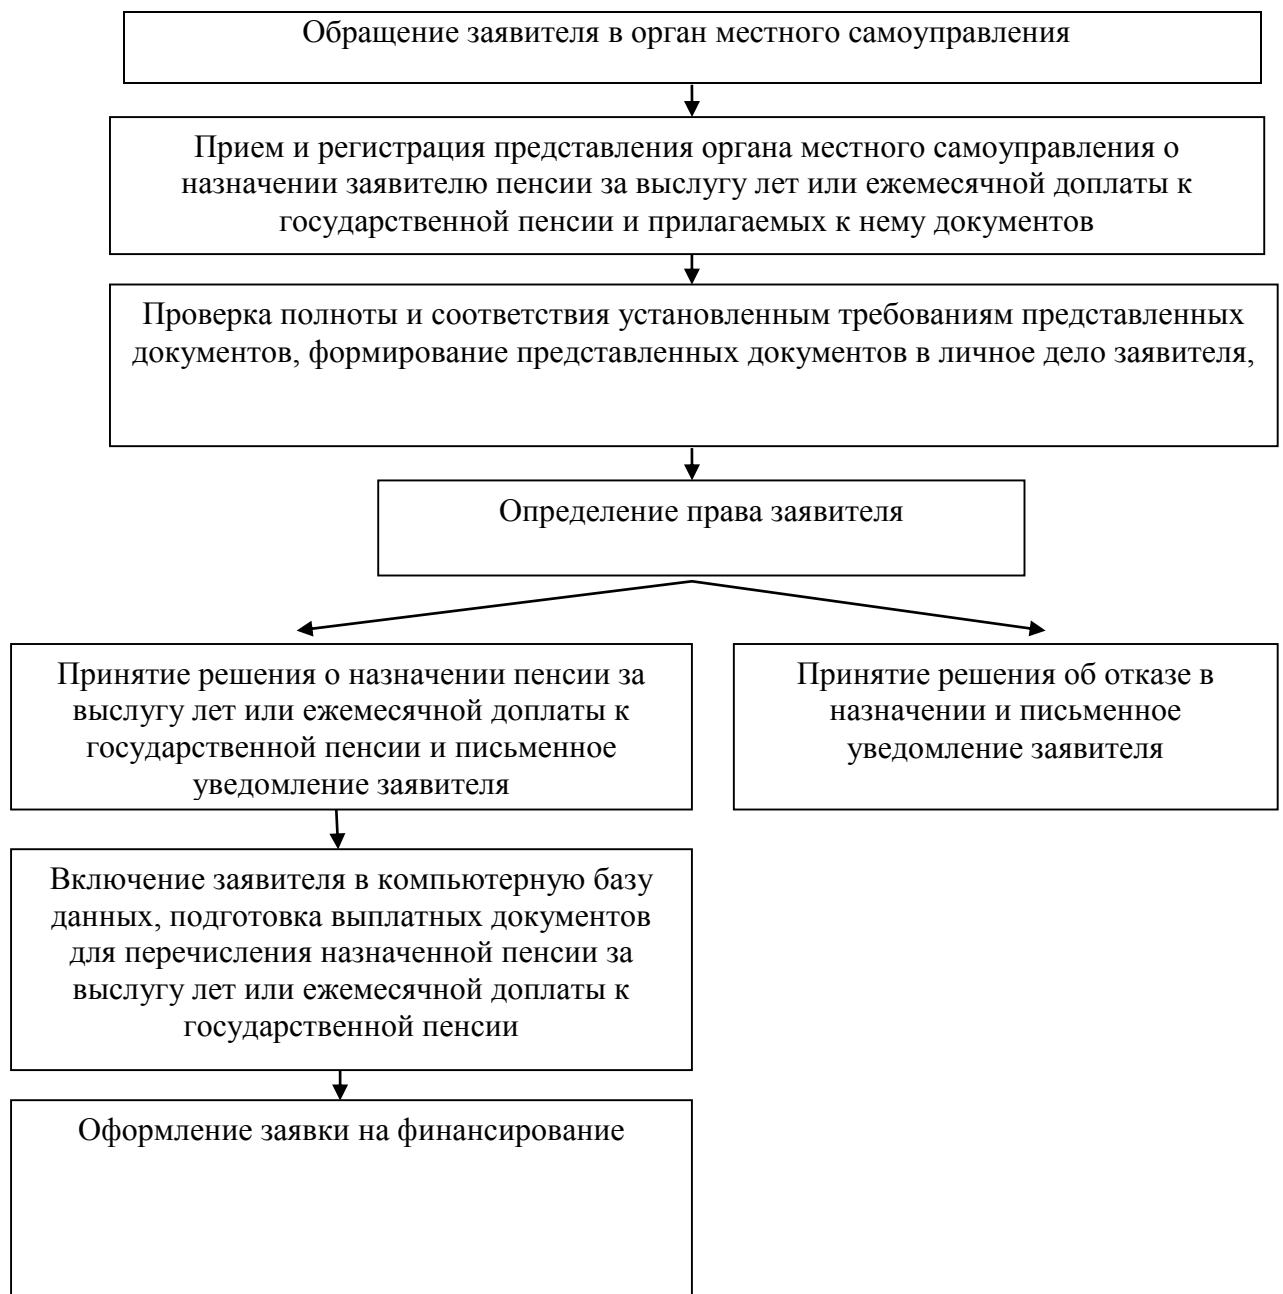 Обращение заявителя в орган местного самоуправления
Прием и регистрация представления органа местного самоуправления о
назначении заявителю пенсии за выслугу лет или ежемесячной доплаты к
государственной пенсии и прилагаемых к нему документов
Проверка полноты и соответствия установленным требованиям представленных
документов, формирование представленных документов в личное дело заявителя,
Определение права заявителя
Принятие решения о назначении пенсии за
выслугу лет или ежемесячной доплаты к
государственной пенсии и письменное
уведомление заявителя
Принятие решения об отказе в
назначении и письменное
уведомление заявителя
Включение заявителя в компьютерную базу
данных, подготовка выплатных документов
для перечисления назначенной пенсии за
выслугу лет или ежемесячной доплаты к
государственной пенсии
Оформление заявки на финансирование